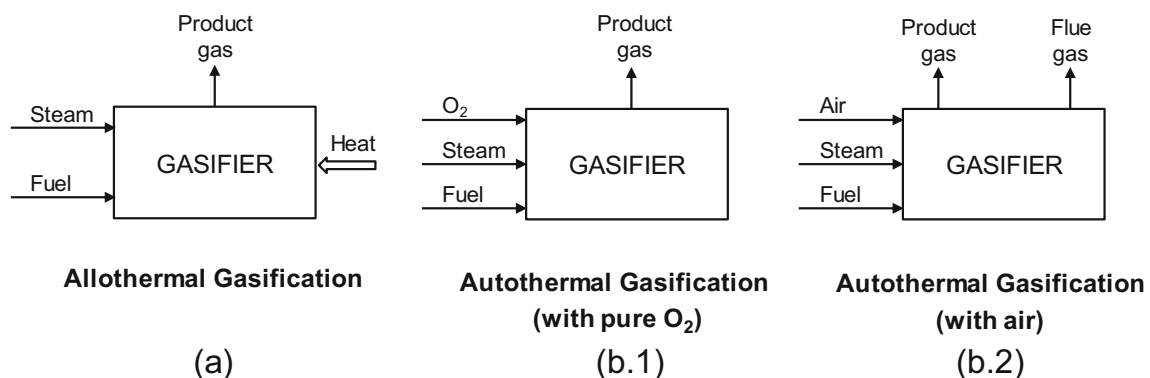 Product
gas
Steam
Fuel
GASIFIER
Heat
Allothermal Gasification
(a)
Product
gas
O₂
Steam
Fuel
GASIFIER
Autothermal Gasification
(with pure O₂)
(b.1)
Product
gas
Flue
gas
Air
Steam
Fuel
GASIFIER
Autothermal Gasification
(with air)
(b.2)